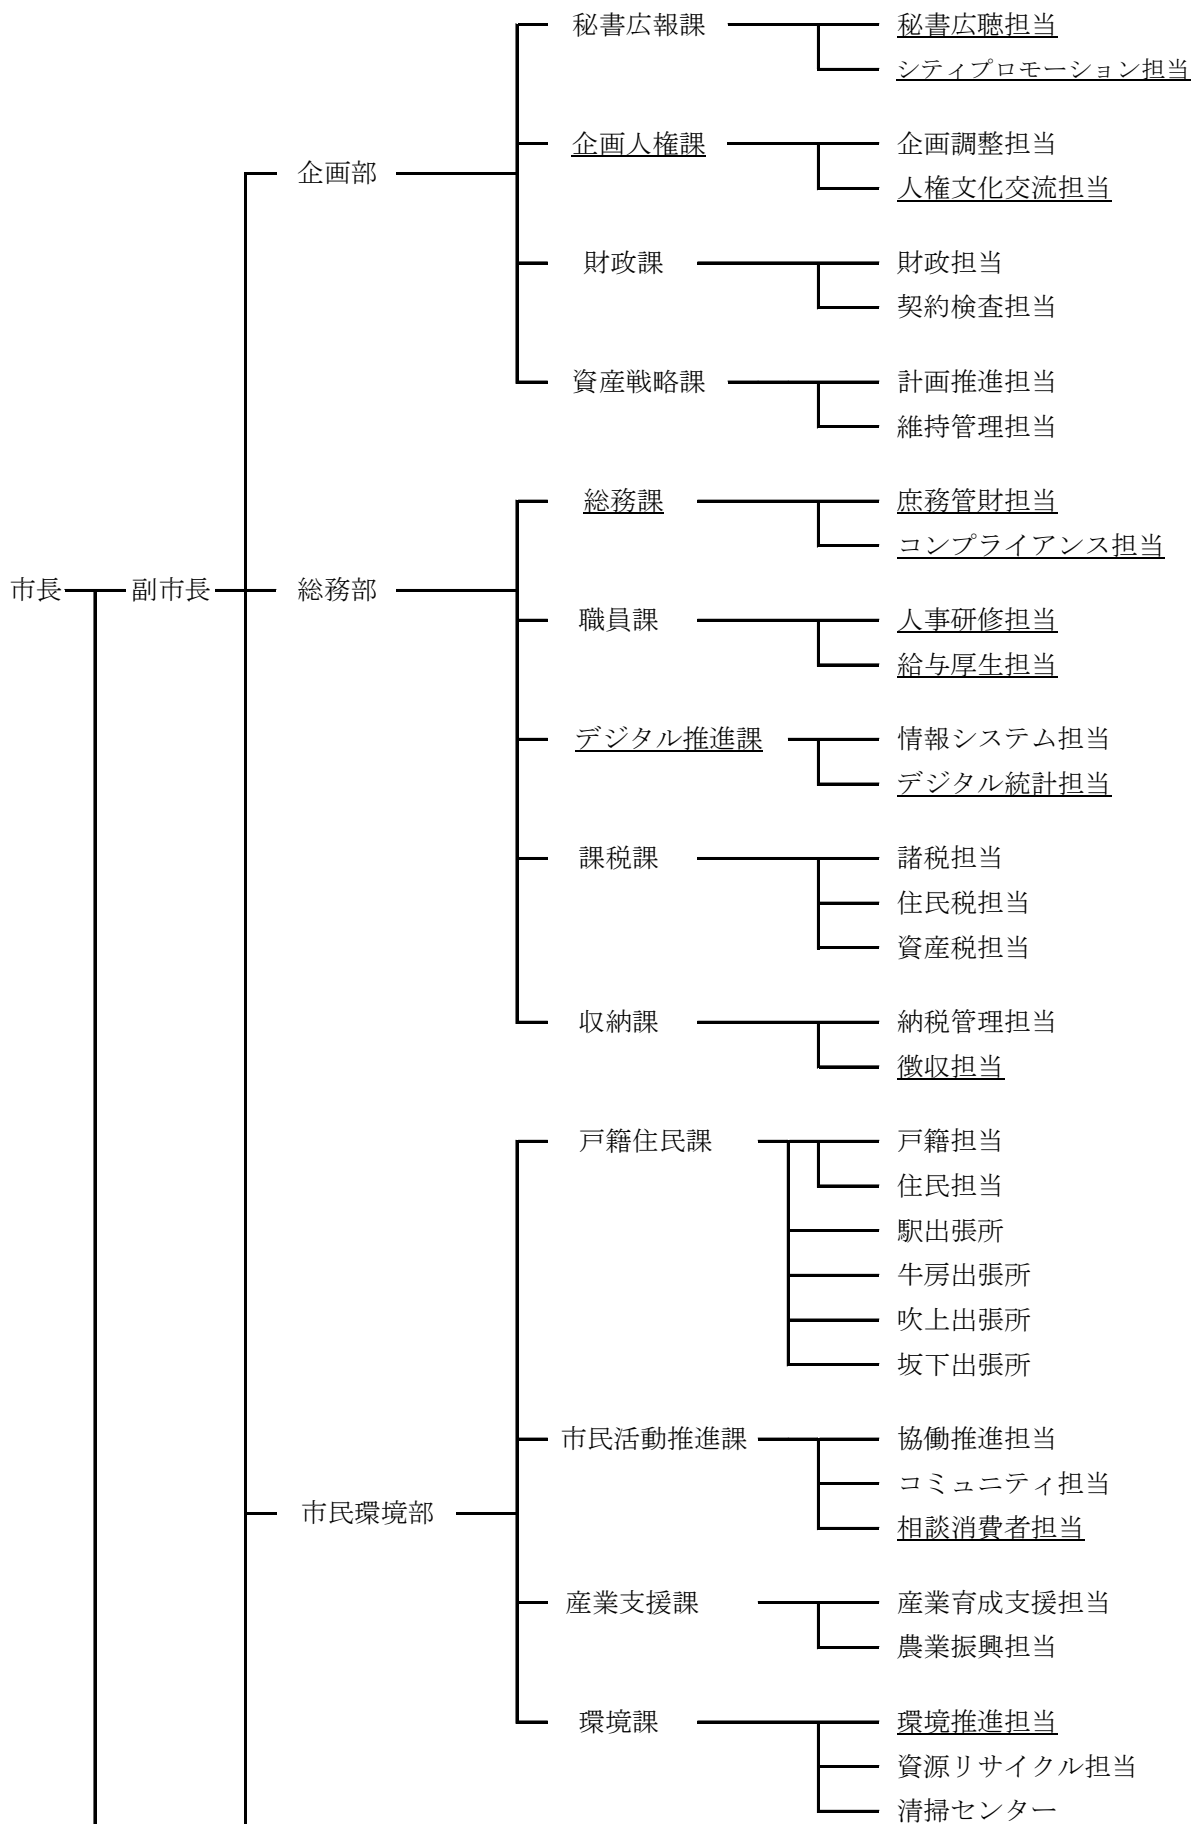 秘書広報課 秘書広聴担当
シティプロモーション担当
企画人権課 企画調整担当
企画部
人権文化交流担当
財政課 財政担当
契約検査担当
資産戦略課 計画推進担当
維持管理担当
総務課 庶務管財担当
コンプライアンス担当
市長 副市長 総務部
職員課 人事研修担当
給与厚生担当
デジタル推進課 情報システム担当
デジタル統計担当
課税課 諸税担当
住民税担当
資産税担当
収納課 納税管理担当
徴収担当
戸籍住民課 戸籍担当
住民担当
駅出張所
牛房出張所
吹上出張所
坂下出張所
市民活動推進課 協働推進担当
コミュニティ担当
市民環境部
相談消費者担当
産業支援課 産業育成支援担当
農業振興担当
環境課 環境推進担当
資源リサイクル担当
清掃センター